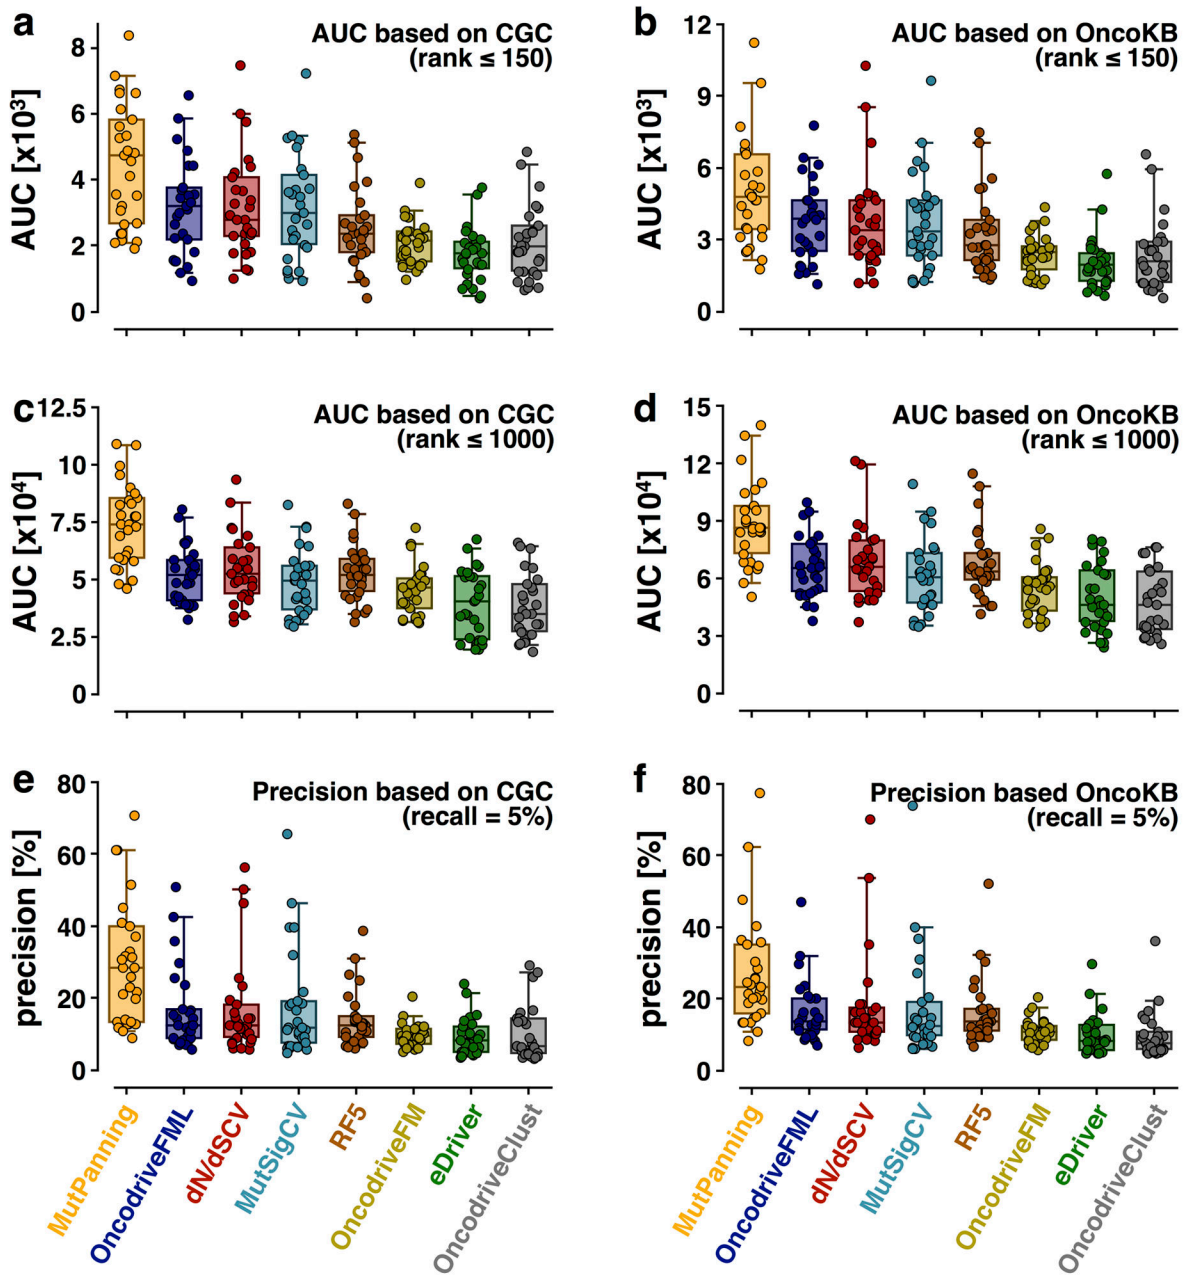 a
AUC based on CGC
(rank ≤ 150)
AUC [x10³]
8
6
4
2
0
b
AUC based on OncoKB
(rank ≤ 150)
AUC [x10³]
12
9
6
3
0
c
AUC based on CGC
(rank ≤ 1000)
AUC [x10⁴]
12.5
10
7.5
5
2.5
0
d
AUC based on OncoKB
(rank ≤ 1000)
AUC [x10⁴]
15
12
9
6
3
0
e
Precision based on CGC
(recall = 5%)
precision [%]
80
60
40
20
0
f
Precision based OncoKB
(recall = 5%)
precision [%]
80
60
40
20
0
MutPanning
OncodriveFML
dN/dSCV
MutSigCV
RF5
OncodriveFM
eDriver
OncodriveClust
MutPanning
OncodriveFML
dN/dSCV
MutSigCV
RF5
OncodriveFM
eDriver
OncodriveClust